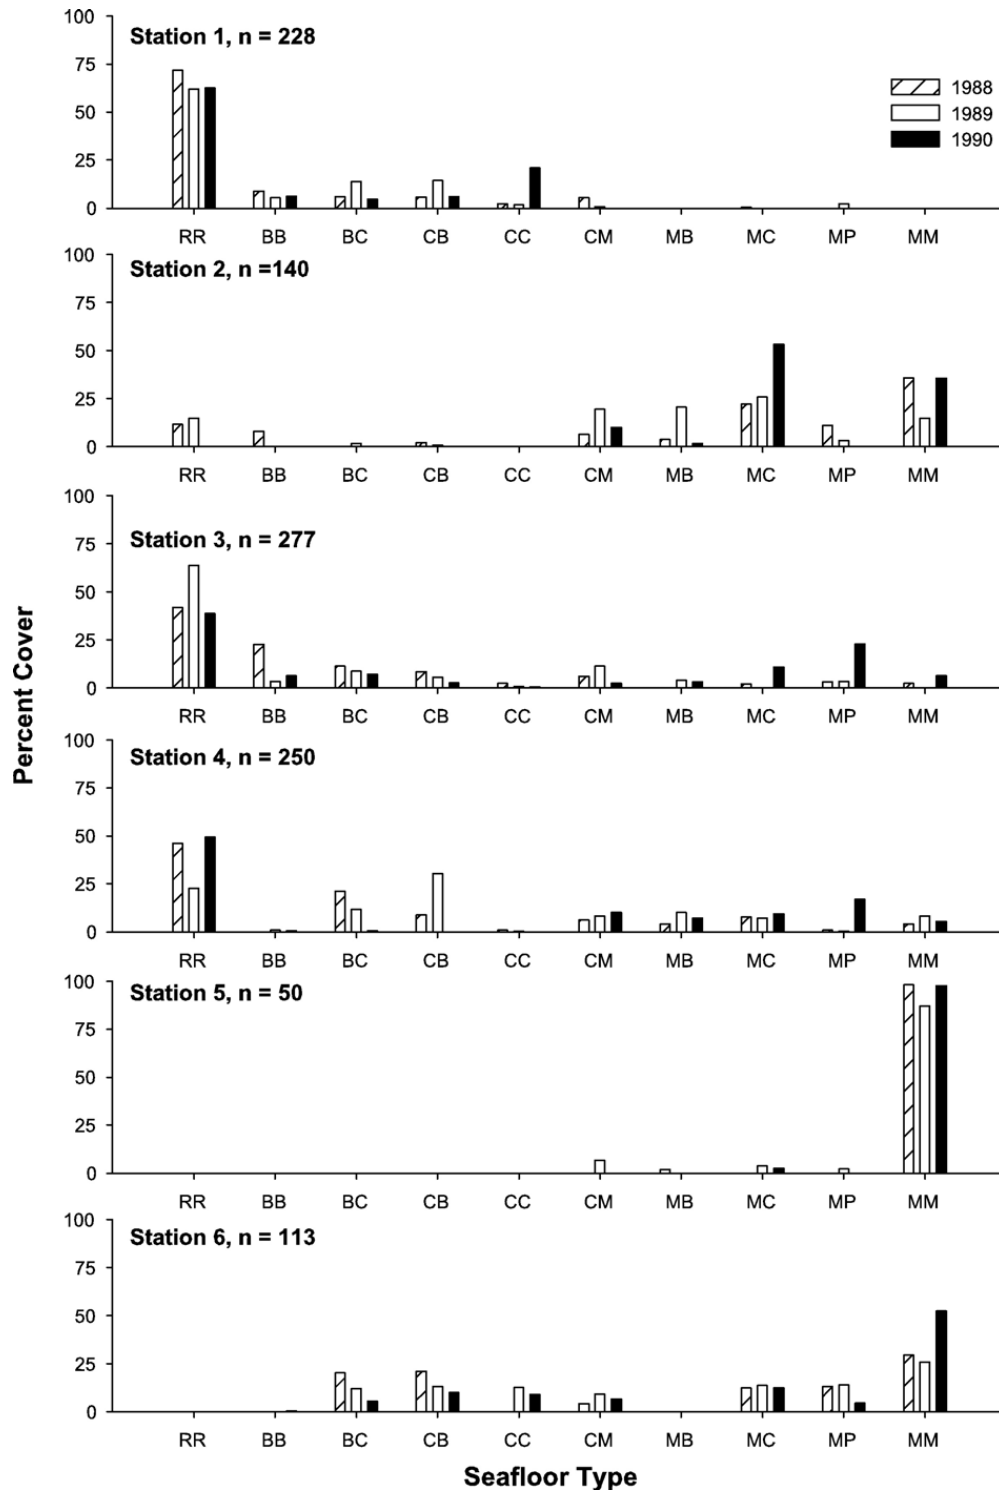 100
Station 1, n = 228
75
1988
1989
50
1990
25
0
RR BB BC CB CC CM MB MC MP MM
100
Station 2, n =140
75
50
25
0
RR BB BC CB CC CM MB MC MP MM
100
Station 3, n = 277
75
50
25
0
RR BB BC CB CC CM MB MC MP MM
Percent Cover
100
Station 4, n = 250
75
50
25
0
RR BB BC CB CC CM MB MC MP MM
100
Station 5, n = 50
75
50
25
0
RR BB BC CB CC CM MB MC MP MM
100
Station 6, n = 113
75
50
25
0
RR BB BC CB CC CM MB MC MP MM
Seafloor Type